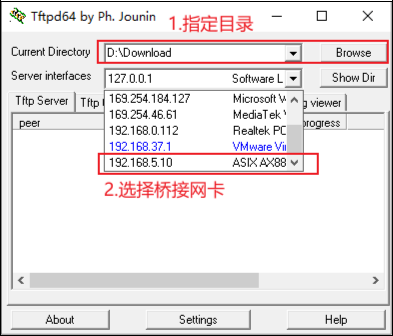 Tftpd64 by Ph. Jounin
1.指定目录
Current Directory D:\Download Browse
Server interfaces 127.0.0.1 Software L Show Dir
Tftp Server Tftp 169.254.184.127 Microsoft V g viewer
peer 169.254.46.61 MediaTek progress
192.168.0.112 Realtek PC
192.168.37.1 VMware Vir
192.168.5.10 ASIX AX88
2.选择桥接网卡
About Settings Help